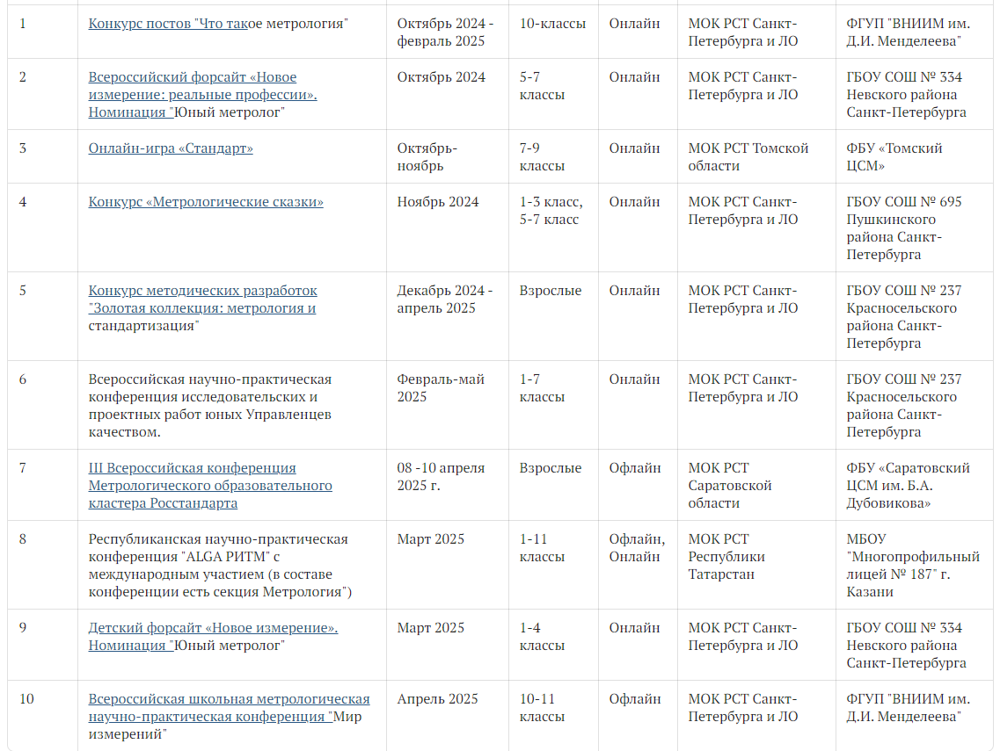 1
Конкурс постов "Что такое метрология"
Октябрь 2024 -
февраль 2025
10-классы
Онлайн
МОК РСТ Санкт-
Петербурга и ЛО
ФГУП "ВНИИМ им.
Д.И. Менделеева"
2
Всероссийский форсайт «Новое
измерение: реальные профессии».
Номинация "Юный метролог"
Октябрь 2024
5-7
классы
Онлайн
МОК РСТ Санкт-
Петербурга и ЛО
ГБОУ СОШ № 334
Невского района
Санкт-Петербурга
3
Онлайн-игра «Стандарт»
Октябрь-
ноябрь
7-9
классы
Онлайн
МОК РСТ Томской
области
ФБУ «Томский
ЦСМ»
4
Конкурс «Метрологические сказки»
Ноябрь 2024
1-3 класс,
5-7 класс
Онлайн
МОК РСТ Санкт-
Петербурга и ЛО
ГБОУ СОШ № 695
Пушкинского
района Санкт-
Петербурга
5
Конкурс методических разработок
"Золотая коллекция: метрология и
стандартизация"
Декабрь 2024 -
апрель 2025
Взрослые
Онлайн
МОК РСТ Санкт-
Петербурга и ЛО
ГБОУ СОШ № 237
Красносельского
района Санкт-
Петербурга
6
Всероссийская научно-практическая
конференция исследовательских и
проектных работ юных Управленцев
качеством.
Февраль-май
2025
1-7
классы
Онлайн
МОК РСТ Санкт-
Петербурга и ЛО
ГБОУ СОШ № 237
Красносельского
района Санкт-
Петербурга
7
III Всероссийская конференция
Метрологического образовательного
кластера Росстандарта
08 -10 апреля
2025 г.
Взрослые
Офлайн
МОК РСТ
Саратовской
области
ФБУ «Саратовский
ЦСМ им. Б.А.
Дубовикова»
8
Республиканская научно-практическая
конференция "ALGA РИТМ" с
международным участием (в составе
конференции есть секция Метрология")
Март 2025
1-11
классы
Офлайн,
Онлайн
МОК РСТ
Республики
Татарстан
МБОУ
"Многопрофильный
лицей № 187" г.
Казани
9
Детский форсайт «Новое измерение».
Номинация "Юный метролог"
Март 2025
1-4
классы
Онлайн
МОК РСТ Санкт-
Петербурга и ЛО
ГБОУ СОШ № 334
Невского района
Санкт-Петербурга
10
Всероссийская школьная метрологическая
научно-практическая конференция "Мир
измерений"
Апрель 2025
10-11
классы
Офлайн
МОК РСТ Санкт-
Петербурга и ЛО
ФГУП "ВНИИМ им.
Д.И. Менделеева"